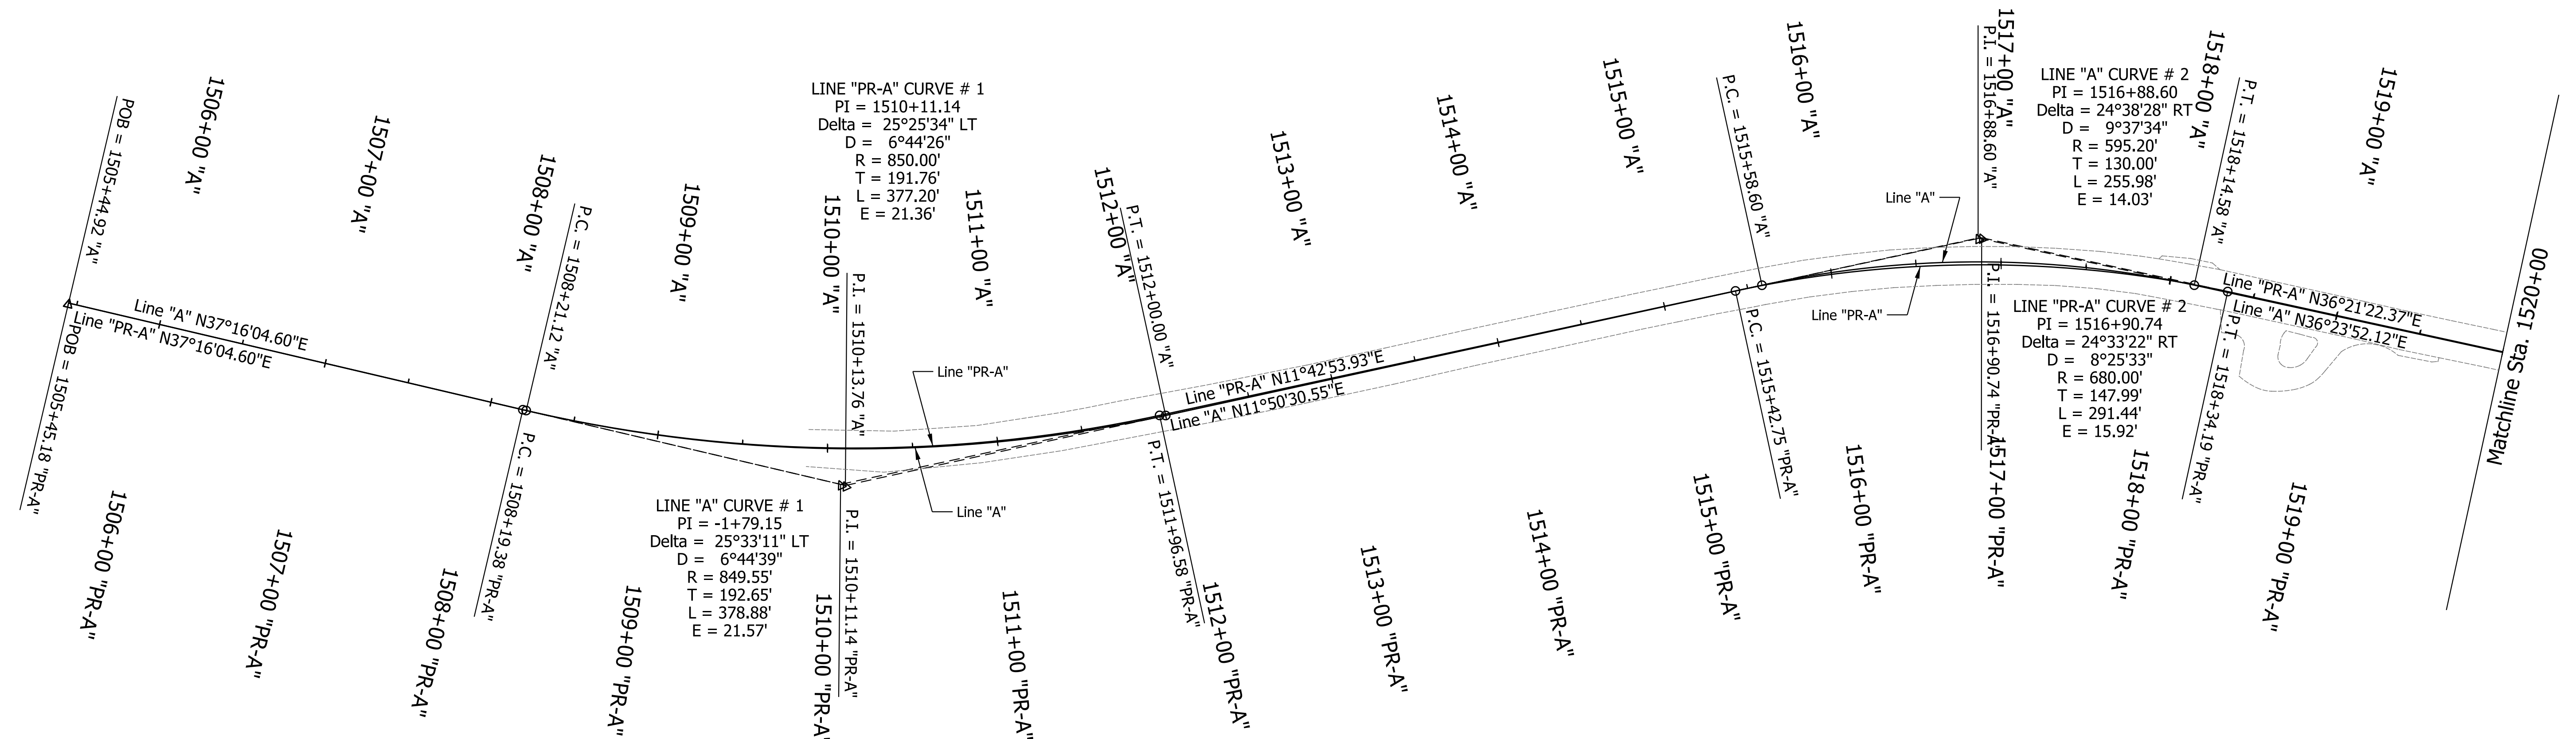 POB = 1505+44.92 "A"
1506+00 "A"
1507+00 "A"
1508+00 "A"
P.C. = 1508+21.12 "A"
1509+00 "A"
1510+00 "A"
LINE "PR-A" CURVE # 1
PI = 1510+11.14
Delta = 25°25'34" LT
D = 6°44'26"
R = 850.00'
T = 191.76'
L = 377.20'
E = 21.36'
P.I. = 1510+13.76 "A"
1511+00 "A"
1512+00 "A"
P.T. = 1512+00.00 "A"
1513+00 "A"
1514+00 "A"
1515+00 "A"
P.C. = 1515+58.60 "A"
1516+00 "A"
1517+00 "A"
P.I. = 1516+88.60 "A"
LINE "A" CURVE # 2
PI = 1516+88.60
Delta = 24°38'28" RT
D = 9°37'34"
R = 595.20'
T = 130.00'
L = 255.98'
E = 14.03'
1518+00 "A"
P.T. = 1518+14.58 "A"
1519+00 "A"
Line "A" N37°16'04.60"E
Line "PR-A" N37°16'04.60"E
Line "PR-A"
Line "A"
Line "PR-A" N11°42'53.93"E
Line "A" N11°50'30.55"E
Line "A"
Line "PR-A"
Line "PR-A" N36°21'22.37"E
Line "A" N36°23'52.12"E
Matchline Sta. 1520+00
POB = 1505+45.18 "PR-A"
1506+00 "PR-A"
1507+00 "PR-A"
1508+00 "PR-A"
P.C. = 1508+19.38 "PR-A"
1509+00 "PR-A"
LINE "A" CURVE # 1
PI = -1+79.15
Delta = 25°33'11" LT
D = 6°44'39"
R = 849.55'
T = 192.65'
L = 378.88'
E = 21.57'
1510+00 "PR-A"
P.I. = 1510+11.14 "PR-A"
1511+00 "PR-A"
P.T. = 1511+96.58 "PR-A"
1512+00 "PR-A"
1513+00 "PR-A"
1514+00 "PR-A"
1515+00 "PR-A"
P.C. = 1515+42.75 "PR-A"
1516+00 "PR-A"
P.I. = 1516+90.74 "PR-A"
1517+00 "PR-A"
LINE "PR-A" CURVE # 2
PI = 1516+90.74
Delta = 24°33'22" RT
D = 8°25'33"
R = 680.00'
T = 147.99'
L = 291.44'
E = 15.92'
1518+00 "PR-A"
P.T. = 1518+34.19 "PR-A"
1519+00 "PR-A"